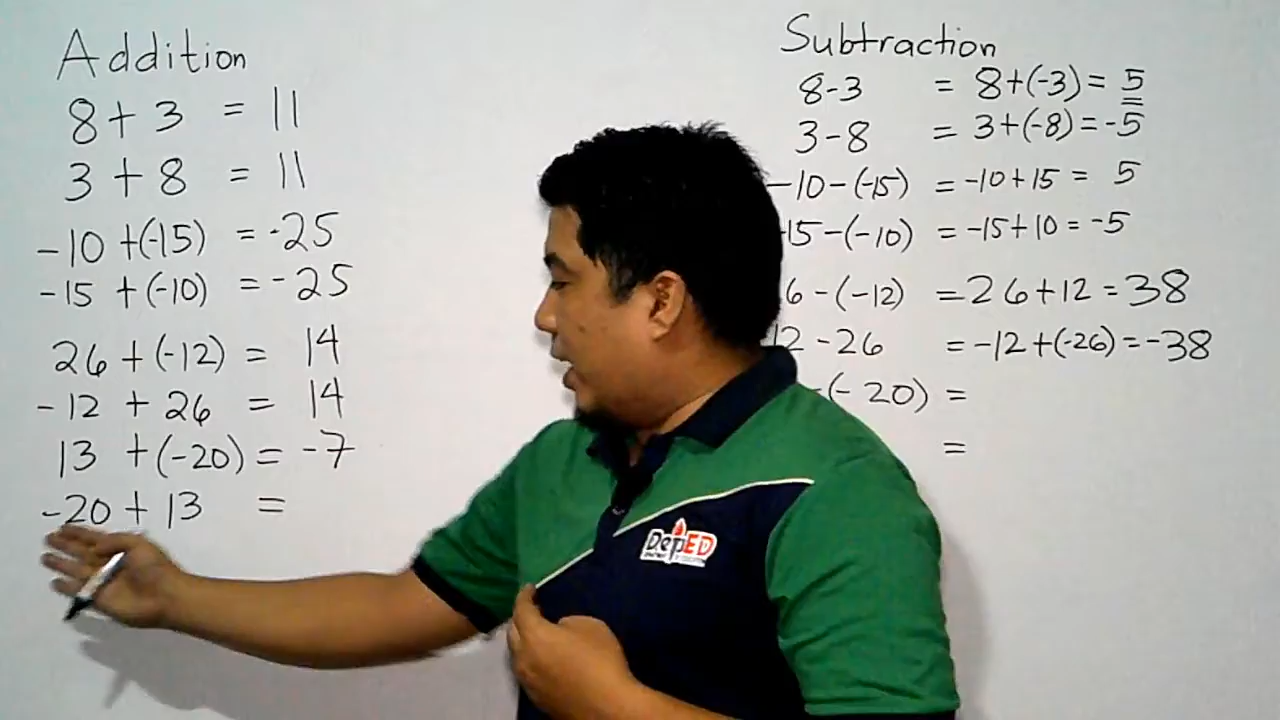 Addition
8 + 3 = 11
3 + 8 = 11
-10 + (-15) = -25
-15 + (-10) = -25
26 + (-12) = 14
-12 + 26 = 14
13 + (-20) = -7
-20 + 13 =
Subtraction
8-3 = 8+(-3) = 5
3-8 = 3+(-8) = -5
-10-(-15) = -10+15 = 5
15-(-10) = -15+10 = -5
6-(-12) = 26+12 = 38
12-26 = -12+(-26) = -38
-(-20) =
=
DepED